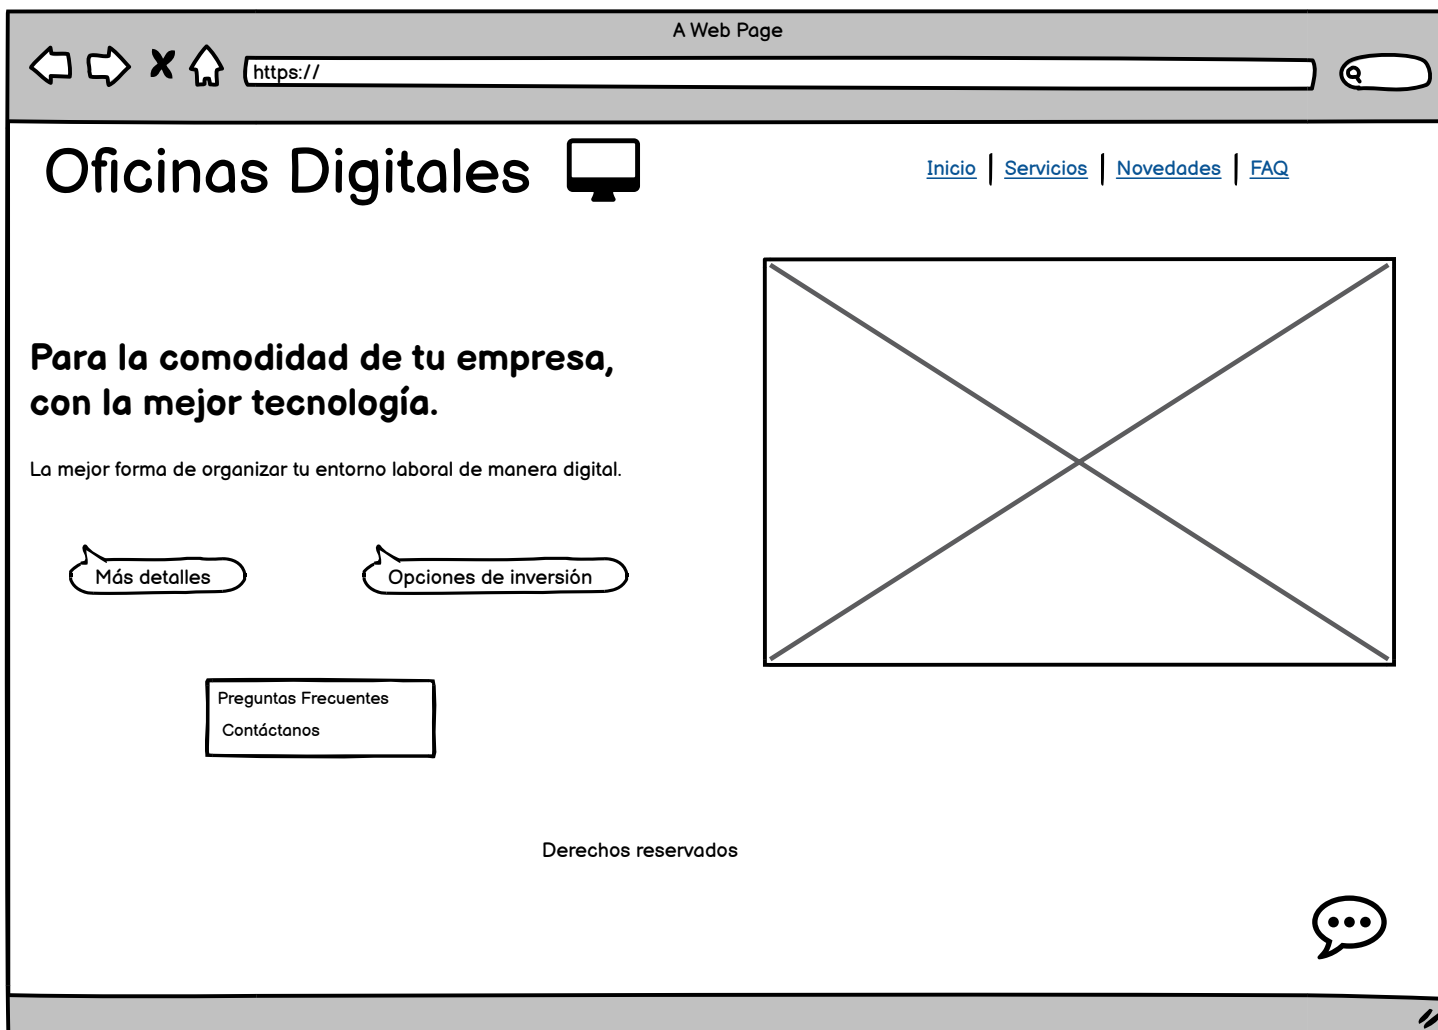 A Web Page
https://
Oficinas Digitales
Inicio
Servicios
Novedades
FAQ
Para la comodidad de tu empresa,
con la mejor tecnología.
La mejor forma de organizar tu entorno laboral de manera digital.
Más detalles
Opciones de inversión
Preguntas Frecuentes
Contáctanos
Derechos reservados